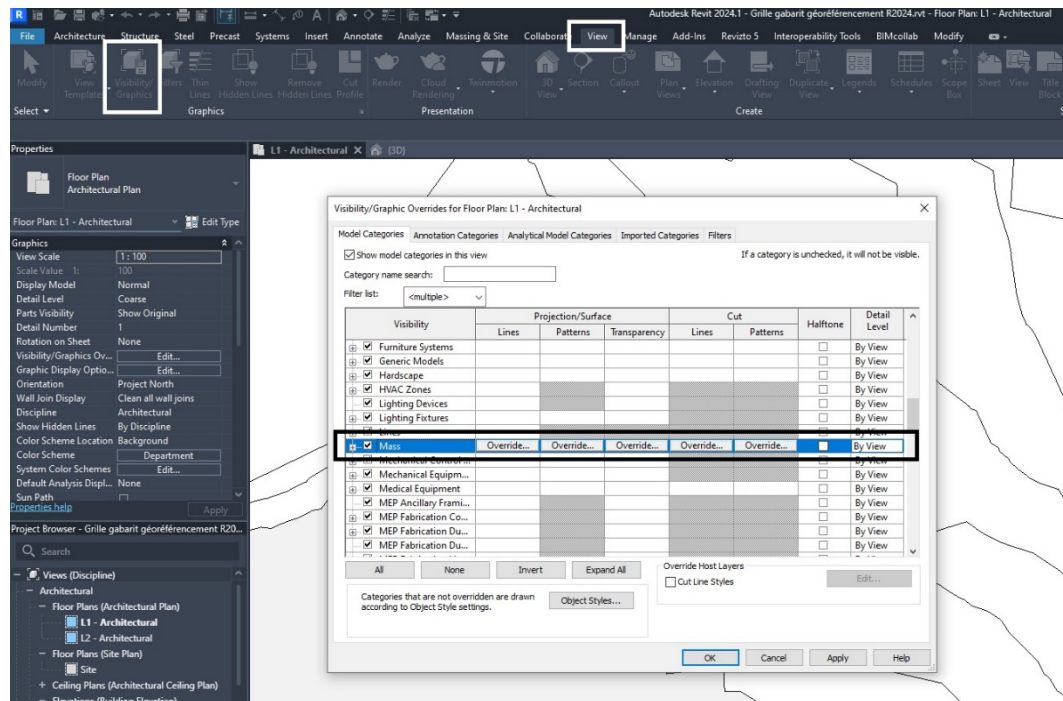 R
A
Autodesk Revit 2024.1 - Grille gabarit géoréférencement R2024.rvt - Floor Plan: L1 - Architectural
File Architecture Structure Steel Precast Systems Insert Annotate Analyze Massing & Site Collaborate View Manage Add-Ins Revizto 5 Interoperability Tools BIMcollab Modify
Modify View Templates Visibility/ Graphics Filters Thin Lines Show Hidden Lines Remove Hidden Lines Cut Profile Render Cloud Rendering Twinmotion 3D View Section Callout Plan Views Elevation Drafting View Duplicate View Legends Schedules Scope Box Sheet View Title Block
Select Graphics Presentation Create
Properties
L1 - Architectural X {3D}
Floor Plan
Architectural Plan
Floor Plan: L1 - Architectural Edit Type
Graphics
View Scale 1 : 100
Scale Value 1: 100
Display Model Normal
Detail Level Coarse
Parts Visibility Show Original
Detail Number 1
Rotation on Sheet None
Visibility/Graphics Ov... Edit...
Graphic Display Optio... Edit...
Orientation Project North
Wall Join Display Clean all wall joins
Discipline Architectural
Show Hidden Lines By Discipline
Color Scheme Location Background
Color Scheme Department
System Color Schemes Edit...
Default Analysis Displ... None
Sun Path
Properties help Apply
Project Browser - Grille gabarit géoréférencement R20...
Search
Views (Discipline)
Architectural
Floor Plans (Architectural Plan)
L1 - Architectural
L2 - Architectural
Floor Plans (Site Plan)
Site
Ceiling Plans (Architectural Ceiling Plan)
Elevations (Building Elevation)
Visibility/Graphic Overrides for Floor Plan: L1 - Architectural
Model Categories Annotation Categories Analytical Model Categories Imported Categories Filters
Show model categories in this view If a category is unchecked, it will not be visible.
Category name search:
Filter list: <multiple>
Visibility Projection/Surface Cut Halftone Detail Level
Lines Patterns Transparency Lines Patterns
Furniture Systems By View
Generic Models By View
Hardscape By View
HVAC Zones By View
Lighting Devices By View
Lighting Fixtures By View
Lines By View
Mass Override... Override... Override... Override... Override... By View
Mechanical Control ... By View
Mechanical Equipm... By View
Medical Equipment By View
MEP Ancillary Frami... By View
MEP Fabrication Co... By View
MEP Fabrication Du... By View
MEP Fabrication Du... By View
All None Invert Expand All
Override Host Layers
Cut Line Styles Edit...
Categories that are not overridden are drawn
according to Object Style settings.
Object Styles...
OK Cancel Apply Help